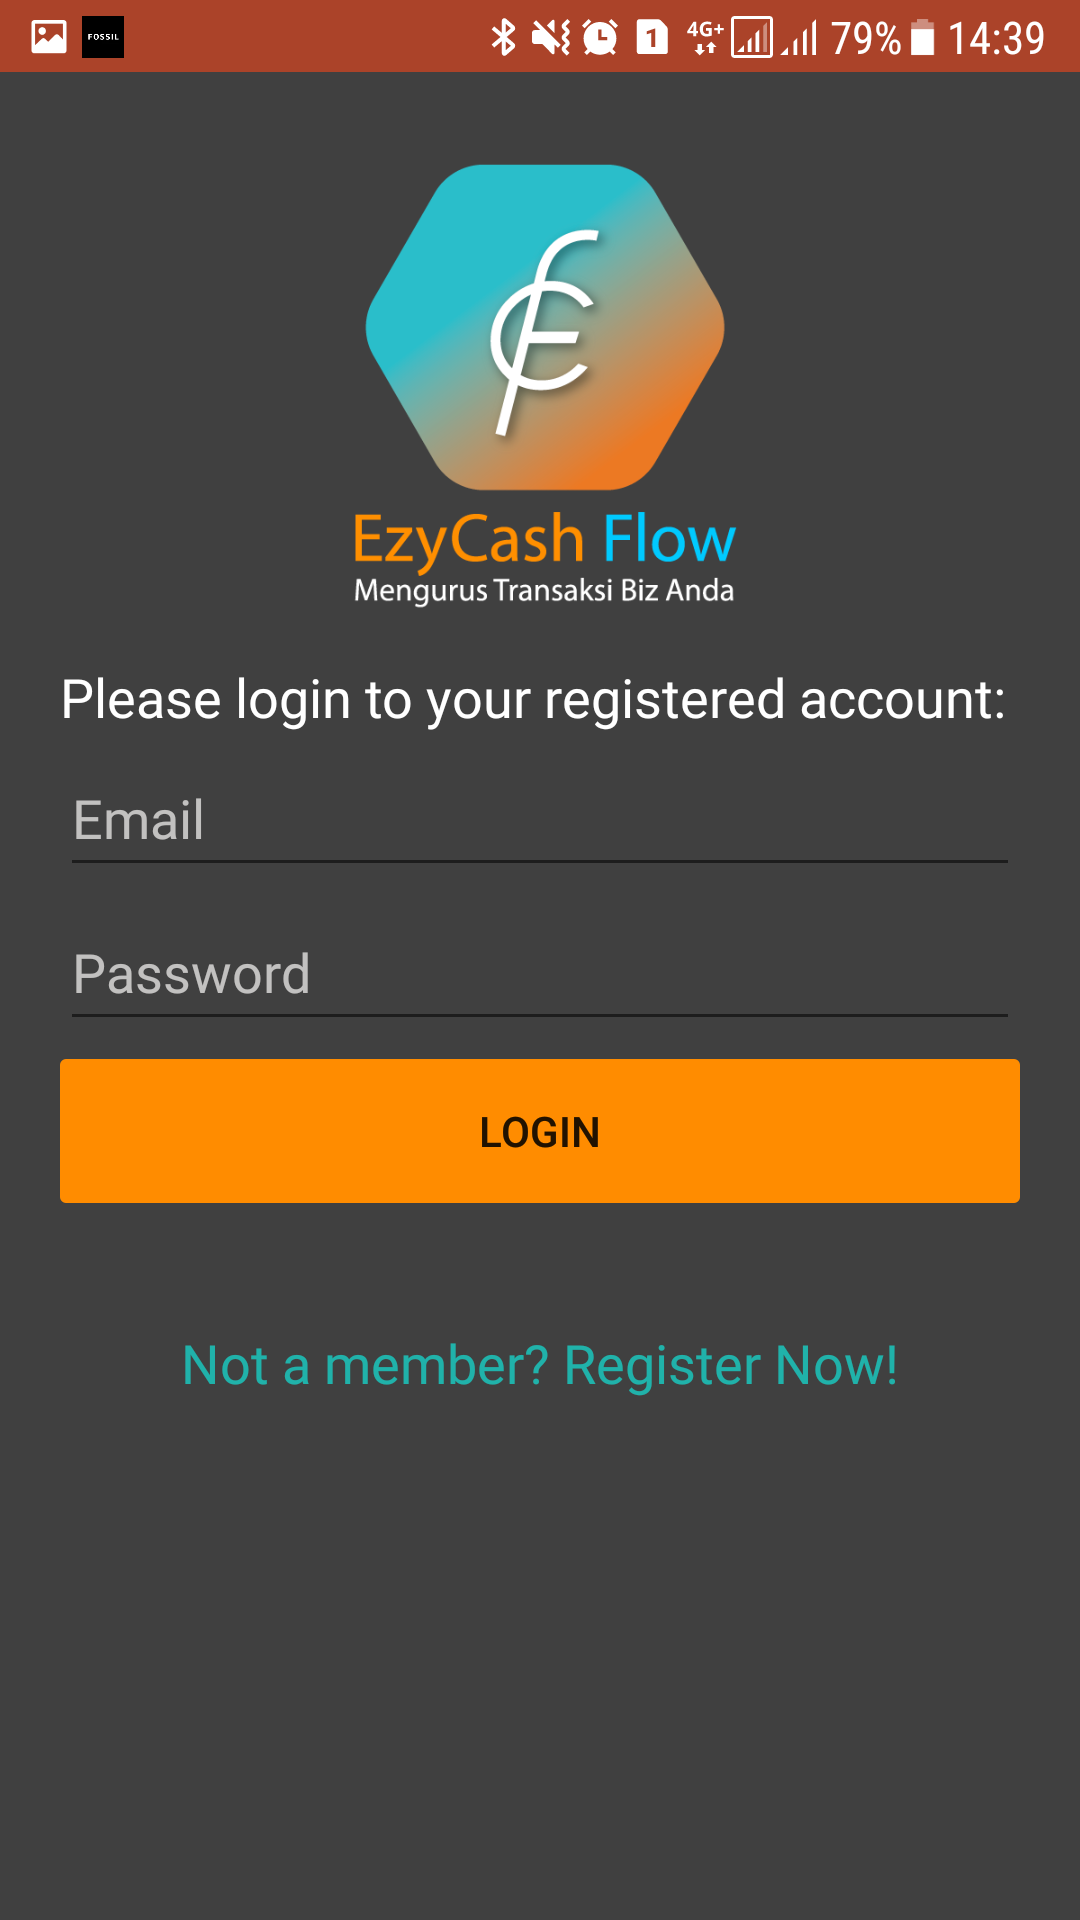 FOSSIL 1 4G+ 79% 14:39
EzyCash Flow
Mengurus Transaksi Biz Anda
Please login to your registered account:
Email
Password
LOGIN
Not a member? Register Now!